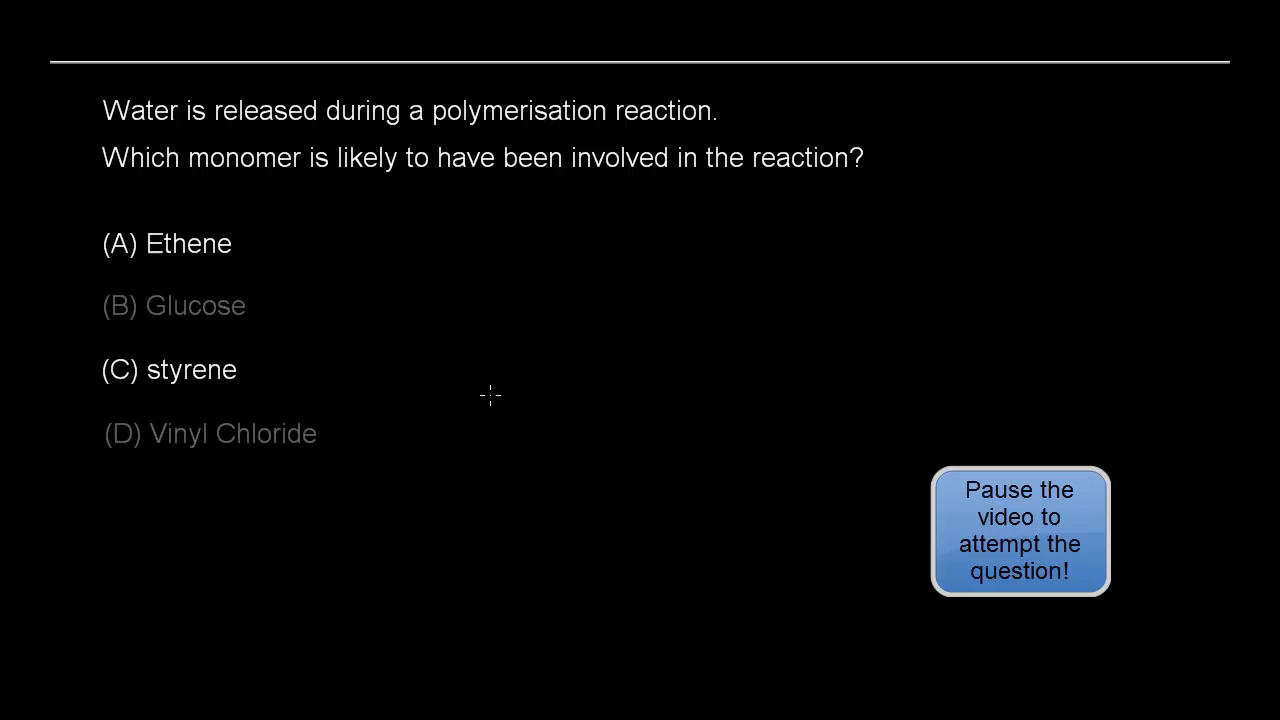 Water is released during a polymerisation reaction.
Which monomer is likely to have been involved in the reaction?
(A) Ethene
(B) Glucose
(C) styrene
(D) Vinyl Chloride
Pause the
video to
attempt the
question!